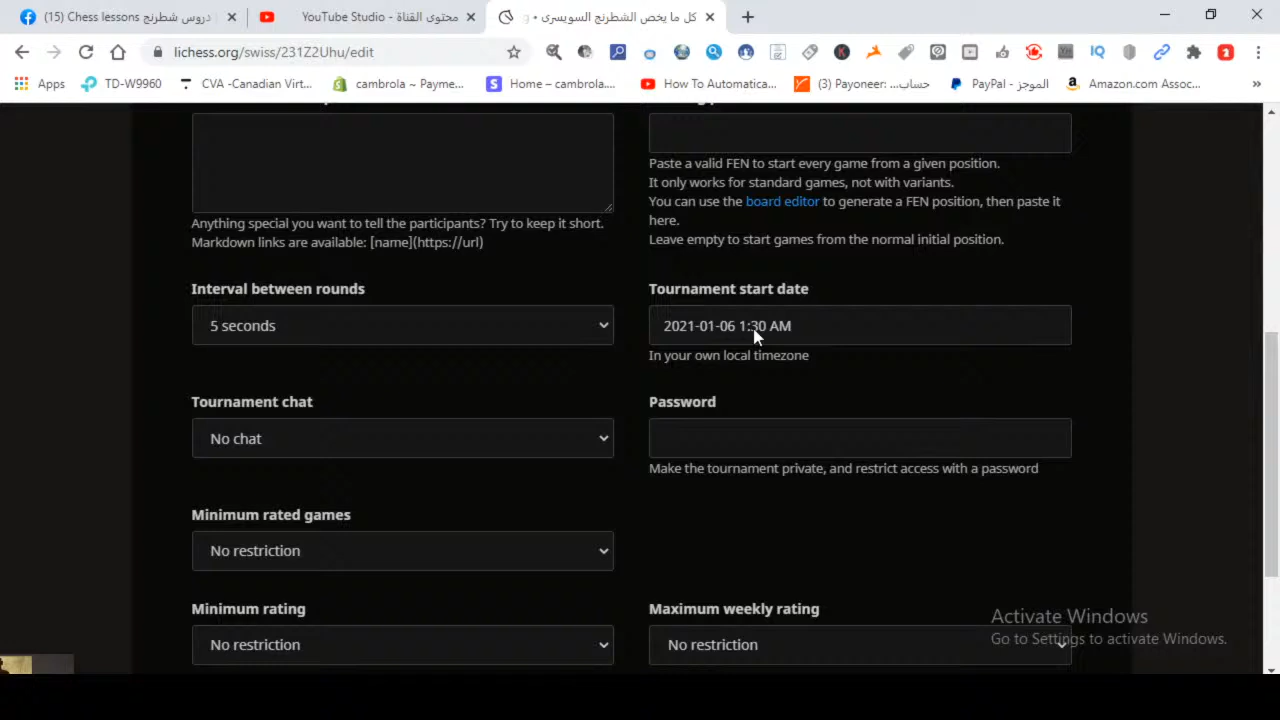 (15) Chess lessons دروس شطرنج
YouTube Studio - محتوى القناة
كل ما يخص الشطرنج السويسرى •
lichess.org/swiss/231Z2Uhu/edit
Apps
TD-W9960
CVA -Canadian Virt...
cambrola ~ Payme...
Home – cambrola....
How To Automatica...
(3) Payoneer: حساب...
PayPal - الموجز
Amazon.com Assoc...
»
Paste a valid FEN to start every game from a given position.
It only works for standard games, not with variants.
You can use the board editor to generate a FEN position, then paste it
here.
Leave empty to start games from the normal initial position.
Anything special you want to tell the participants? Try to keep it short.
Markdown links are available: [name](https://url)
Interval between rounds
5 seconds
Tournament start date
2021-01-06 1:30 AM
In your own local timezone
Tournament chat
No chat
Password
Make the tournament private, and restrict access with a password
Minimum rated games
No restriction
Minimum rating
No restriction
Maximum weekly rating
No restriction
Activate Windows
Go to Settings to activate Windows.